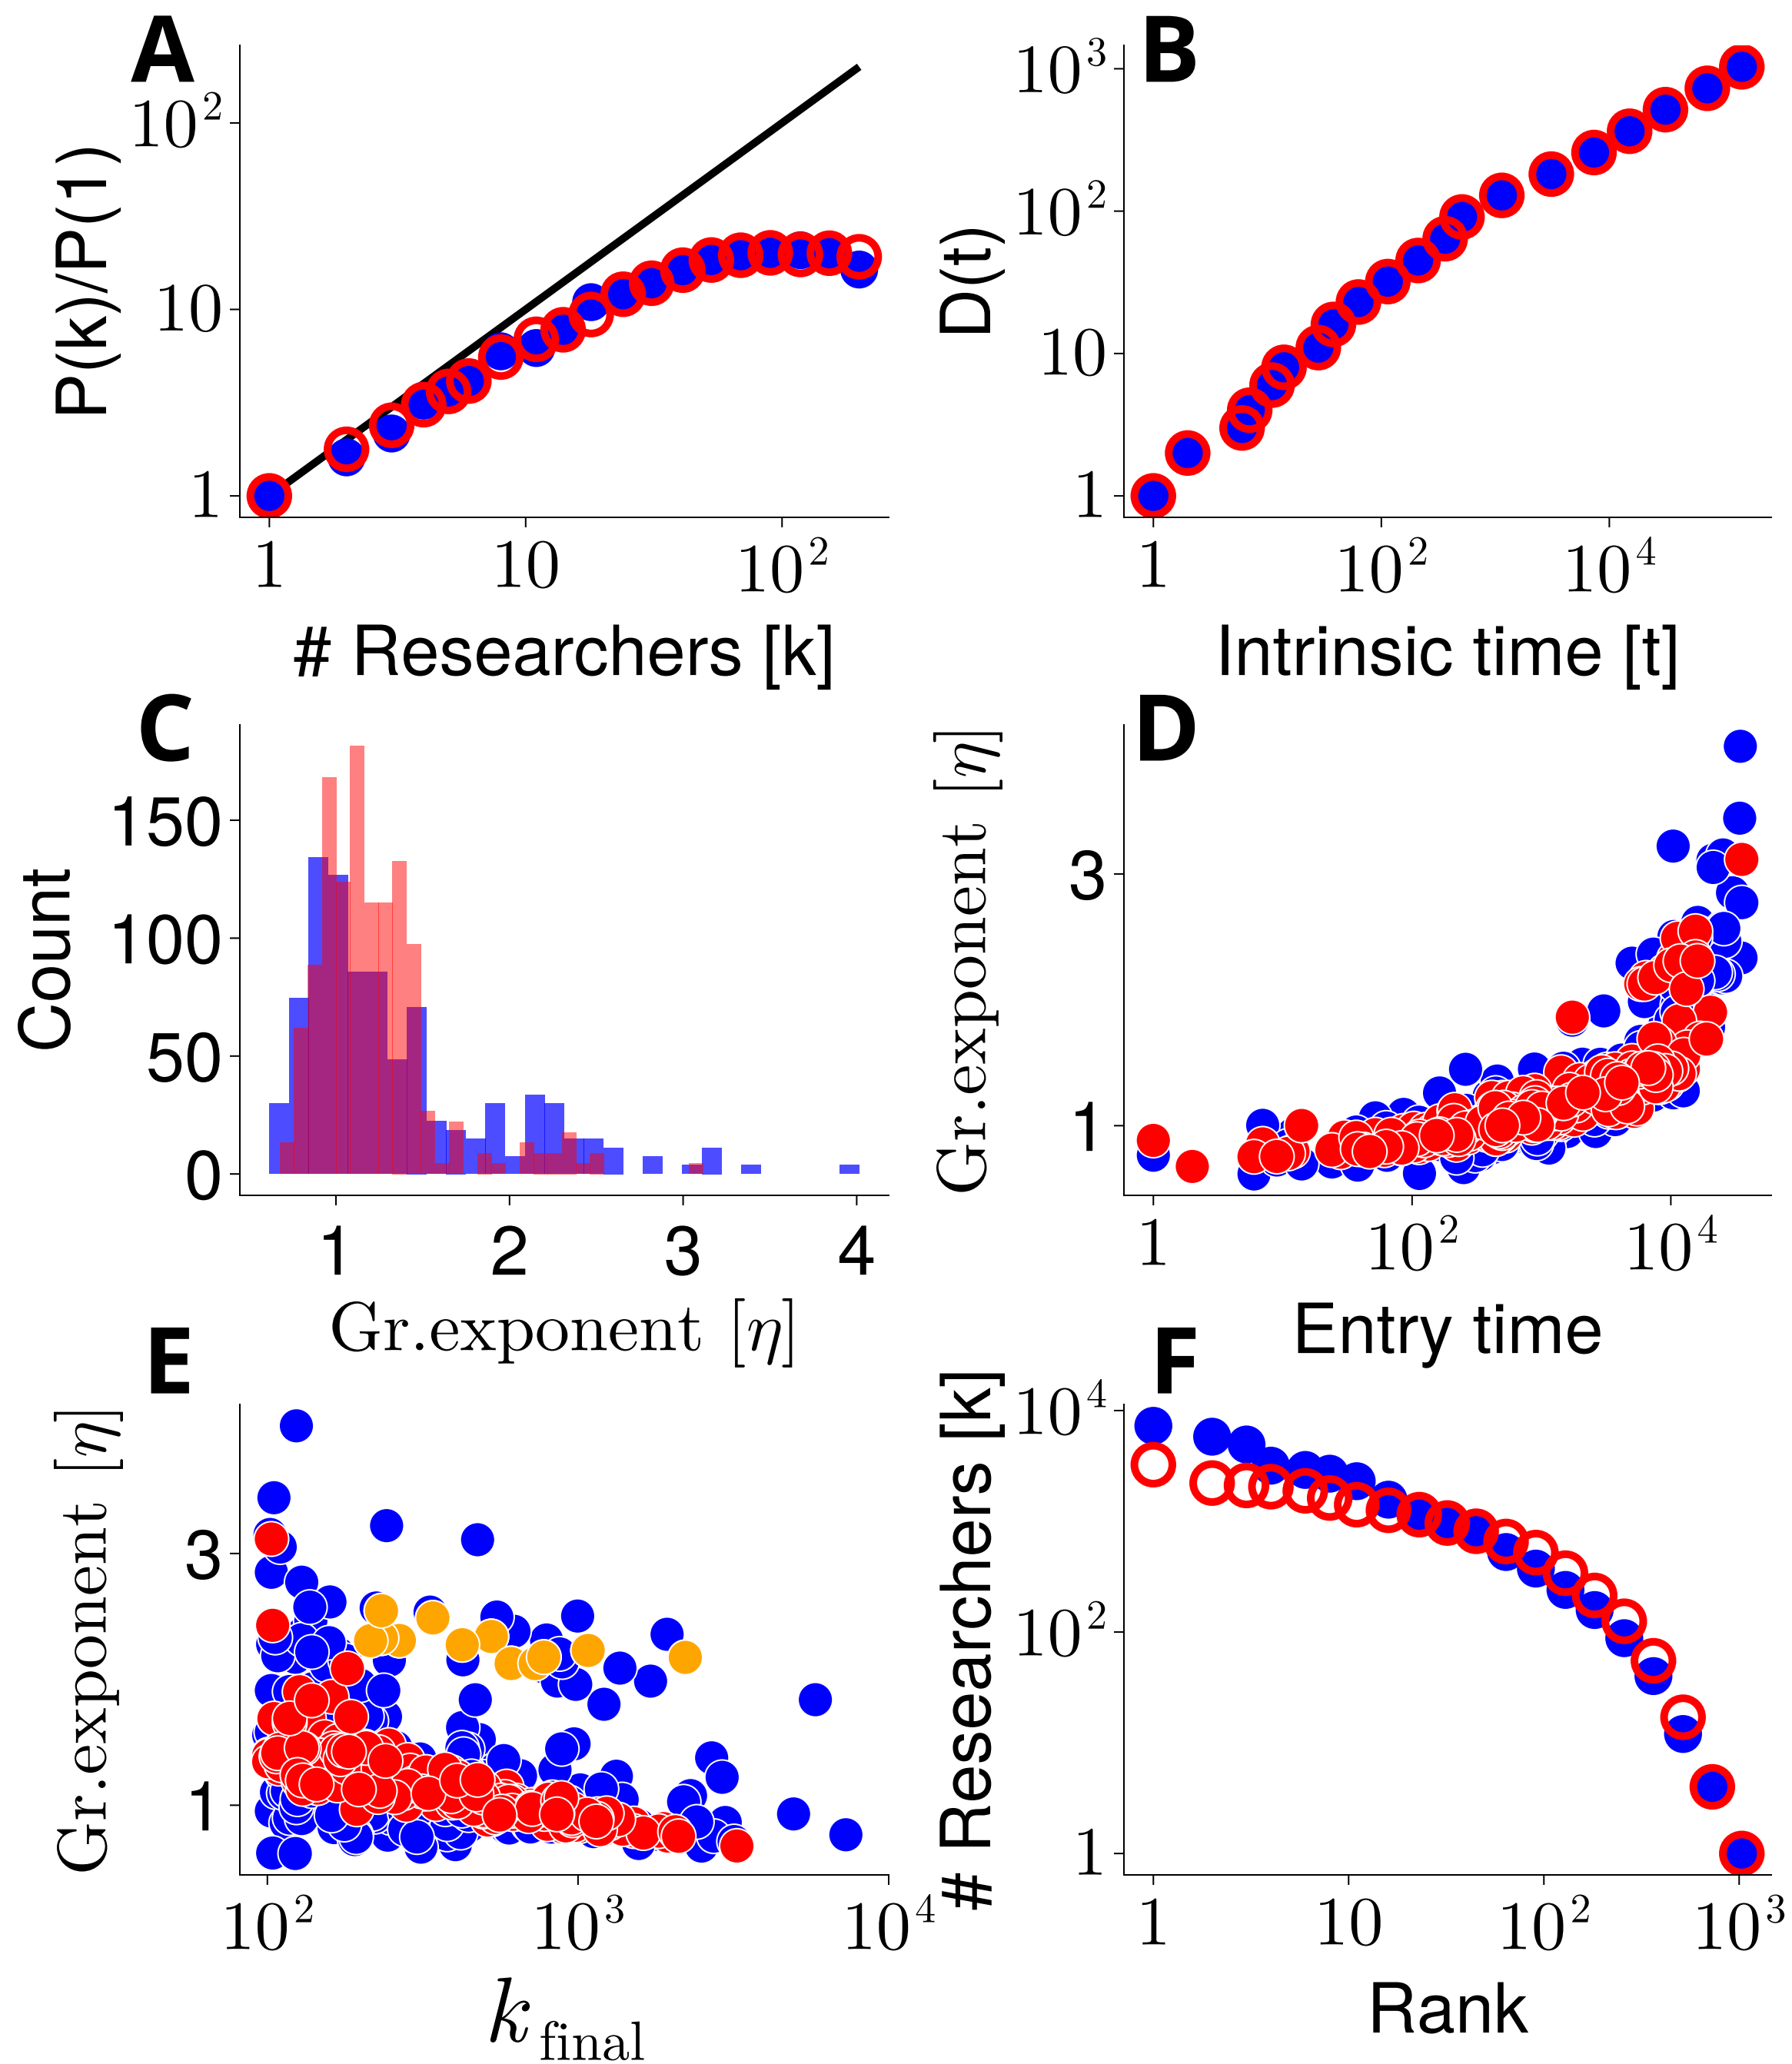 A
P(k)/P(1)
10²
10
1
1
10
10²
# Researchers [k]
B
D(t)
10³
10²
10
1
1
10²
10⁴
Intrinsic time [t]
C
Count
150
100
50
0
1
2
3
4
Gr.exponent [η]
D
Gr.exponent [η]
3
1
1
10²
10⁴
Entry time
E
Gr.exponent [η]
3
1
10²
10³
10⁴
k_final
F
# Researchers [k]
10⁴
10²
1
1
10
10²
10³
Rank